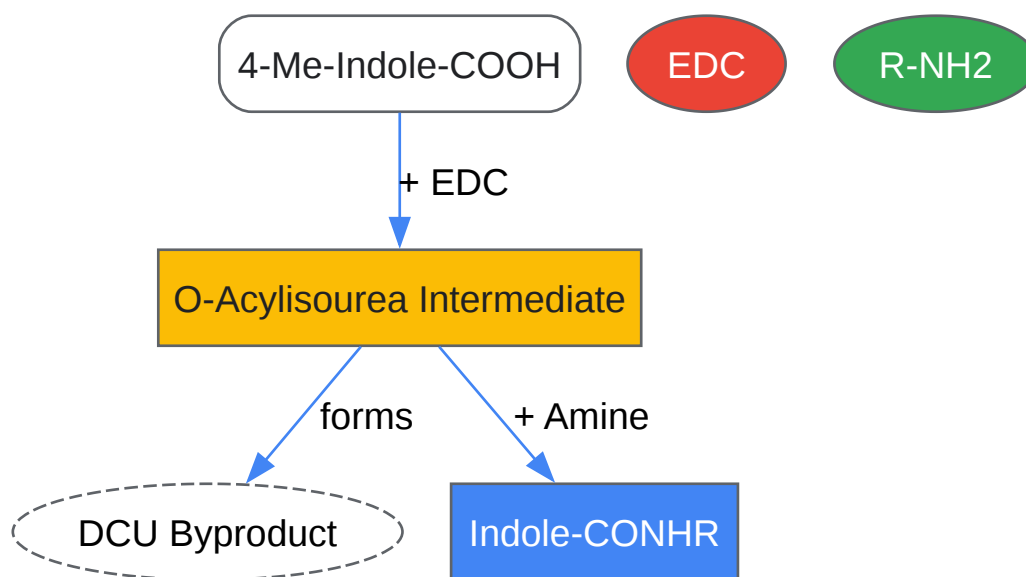 4-Me-Indole-COOH
EDC
R-NH2
+ EDC
O-Acylisourea Intermediate
forms
+ Amine
DCU Byproduct
Indole-CONHR